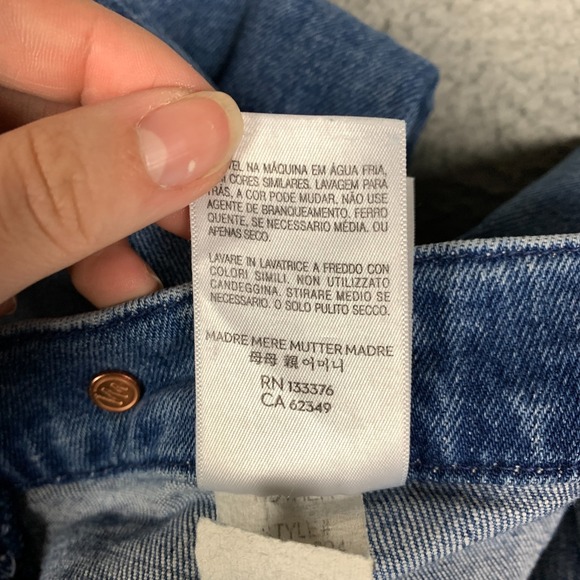 NA MÁQUINA EM ÁGUA FRIA,
CORES SIMILARES. LAVAGEM PARA
TRÁS, A COR PODE MUDAR, NÃO USE
AGENTE DE BRANQUEAMENTO. FERRO
QUENTE, SE NECESSÁRIO MÉDIA, OU
APENAS SECO.
LAVARE IN LAVATRICE A FREDDO CON
COLORI SIMILI, NON UTILIZZATO
CANDEGGINA, STIRARE MEDIO SE
NECESSARIO. O SOLO PULITO SECCO.
MADRE MERE MUTTER MADRE
母母 親 어머니
RN 133376
CA 62349
STYLE#